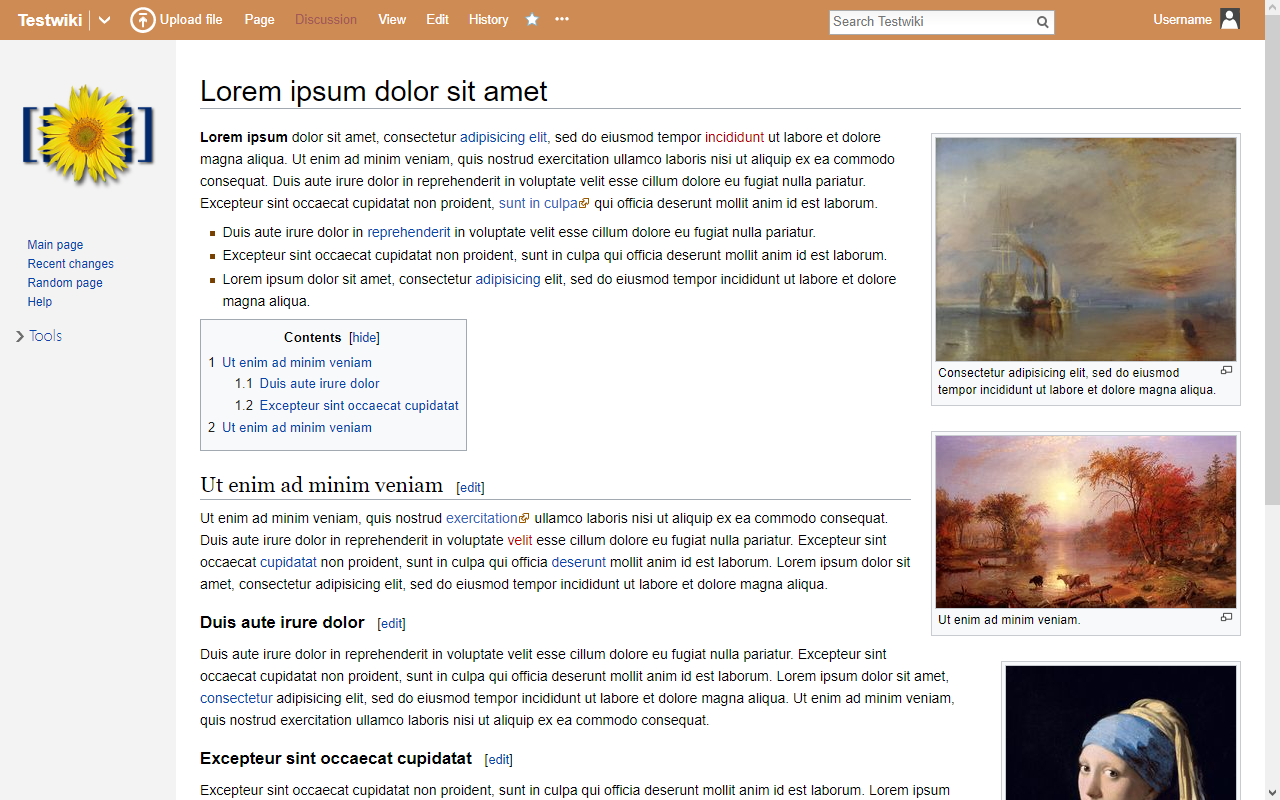 Testwiki Upload file Page Discussion View Edit History ••• Search Testwiki Username
Main page
Recent changes
Random page
Help
Tools
Lorem ipsum dolor sit amet
Lorem ipsum dolor sit amet, consectetur adipisicing elit, sed do eiusmod tempor incididunt ut labore et dolore
magna aliqua. Ut enim ad minim veniam, quis nostrud exercitation ullamco laboris nisi ut aliquip ex ea commodo
consequat. Duis aute irure dolor in reprehenderit in voluptate velit esse cillum dolore eu fugiat nulla pariatur.
Excepteur sint occaecat cupidatat non proident, sunt in culpa qui officia deserunt mollit anim id est laborum.
Duis aute irure dolor in reprehenderit in voluptate velit esse cillum dolore eu fugiat nulla pariatur.
Excepteur sint occaecat cupidatat non proident, sunt in culpa qui officia deserunt mollit anim id est laborum.
Lorem ipsum dolor sit amet, consectetur adipisicing elit, sed do eiusmod tempor incididunt ut labore et dolore
magna aliqua.
Contents [hide]
1 Ut enim ad minim veniam
1.1 Duis aute irure dolor
1.2 Excepteur sint occaecat cupidatat
2 Ut enim ad minim veniam
Consectetur adipisicing elit, sed do eiusmod
tempor incididunt ut labore et dolore magna aliqua.
Ut enim ad minim veniam [edit]
Ut enim ad minim veniam, quis nostrud exercitation ullamco laboris nisi ut aliquip ex ea commodo consequat.
Duis aute irure dolor in reprehenderit in voluptate velit esse cillum dolore eu fugiat nulla pariatur. Excepteur sint
occaecat cupidatat non proident, sunt in culpa qui officia deserunt mollit anim id est laborum. Lorem ipsum dolor sit
amet, consectetur adipisicing elit, sed do eiusmod tempor incididunt ut labore et dolore magna aliqua.
Ut enim ad minim veniam.
Duis aute irure dolor [edit]
Duis aute irure dolor in reprehenderit in voluptate velit esse cillum dolore eu fugiat nulla pariatur. Excepteur sint
occaecat cupidatat non proident, sunt in culpa qui officia deserunt mollit anim id est laborum. Lorem ipsum dolor sit amet,
consectetur adipisicing elit, sed do eiusmod tempor incididunt ut labore et dolore magna aliqua. Ut enim ad minim veniam,
quis nostrud exercitation ullamco laboris nisi ut aliquip ex ea commodo consequat.
Excepteur sint occaecat cupidatat [edit]
Excepteur sint occaecat cupidatat non proident, sunt in culpa qui officia deserunt mollit anim id est laborum. Lorem ipsum